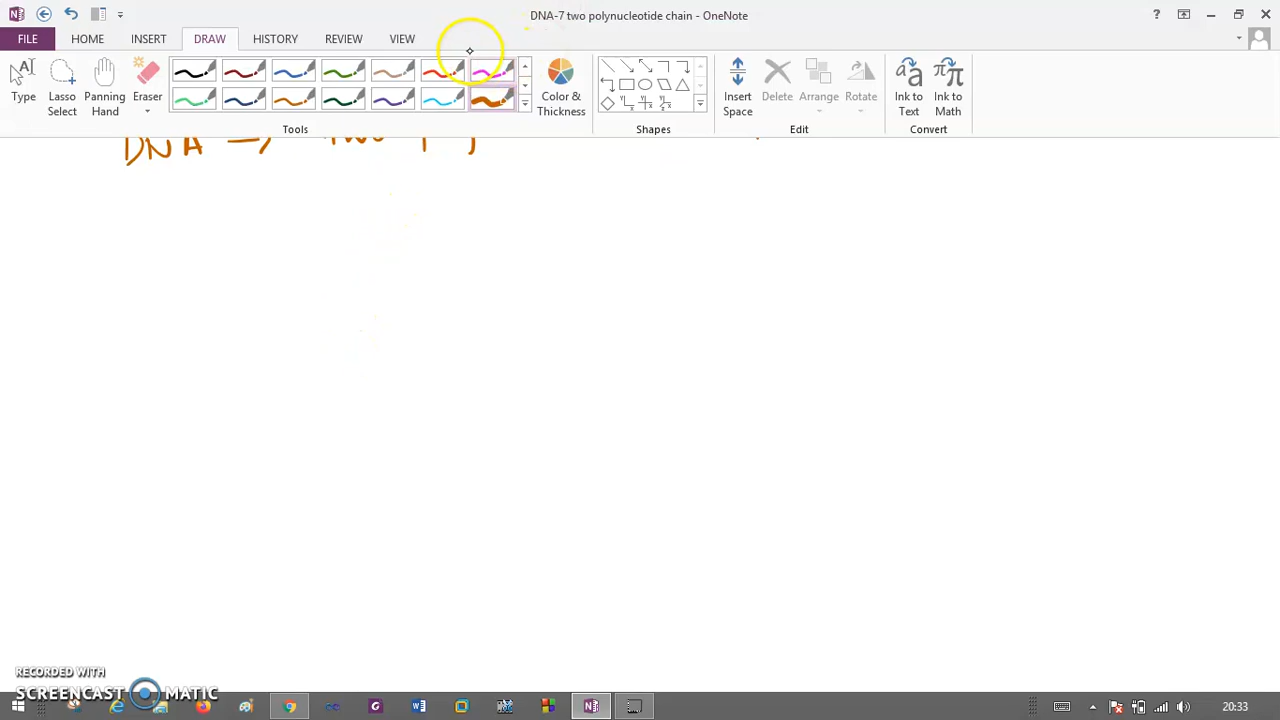 DNA-7 two polynucleotide chain - OneNote
FILE HOME INSERT DRAW HISTORY REVIEW VIEW
Type
Lasso Select
Panning Hand
Eraser
Color & Thickness
Insert Space
Delete
Arrange
Rotate
Ink to Text
Ink to Math
Tools
Shapes
Edit
Convert
DNA → two
RECORDED WITH
SCREENCAST MATIC
20:33